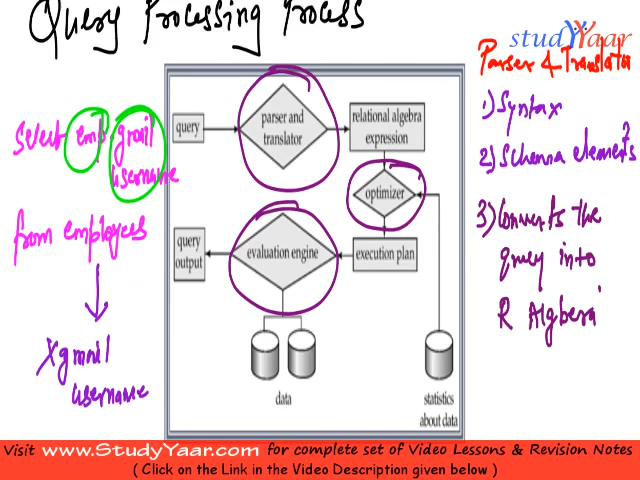 Query Processing Process
studYYaar
Parser & Translator
Select emp gmail
username
from employees
Xgmail
username
query
parser and
translator
relational algebra
expression
optimizer
query
output
evaluation engine
execution plan
data
statistics
about data
1) Syntax
2) Schema elements?
3) Converts the
query into
R Algbera
Visit www.StudyYaar.com for complete set of Video Lessons & Revision Notes
( Click on the Link in the Video Description given below )